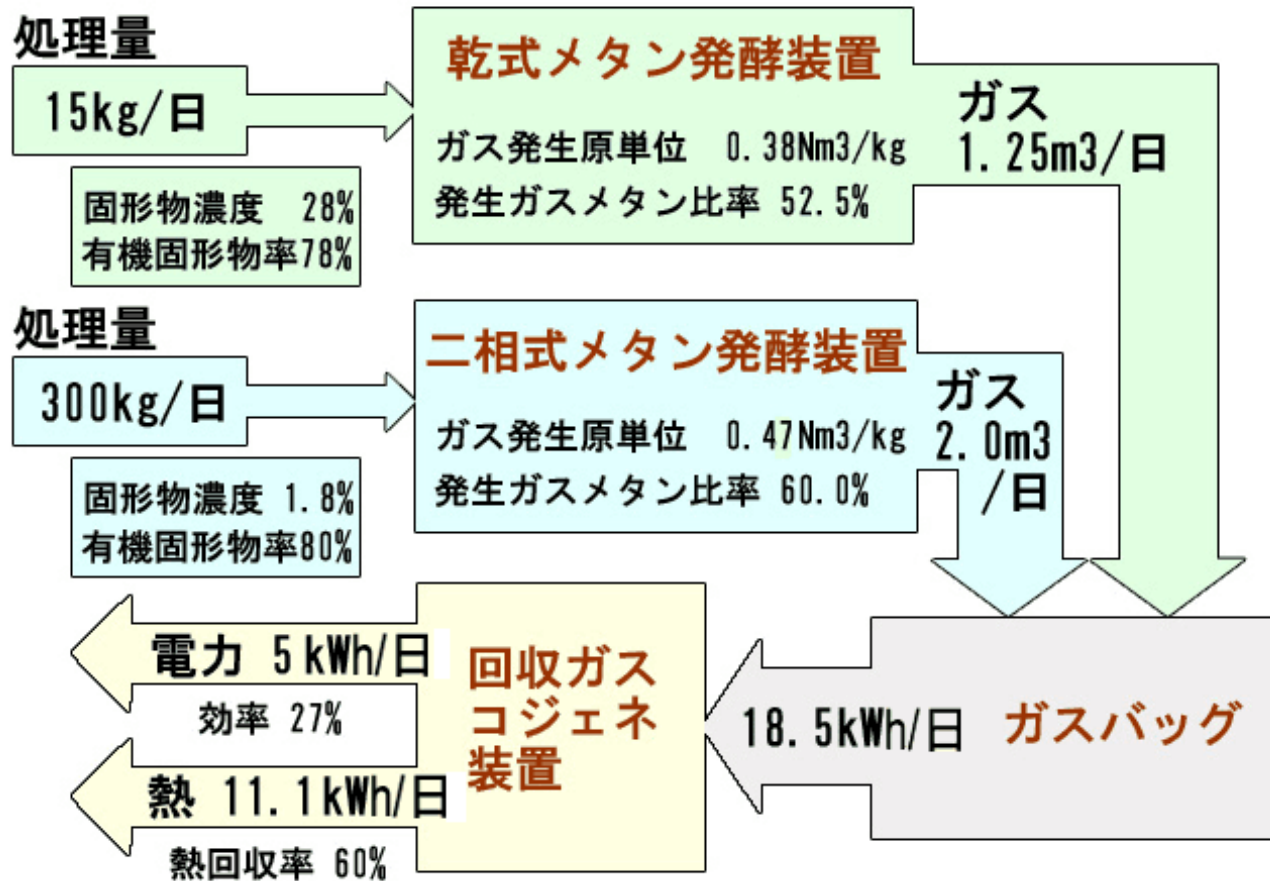 処理量
15kg/日
固形物濃度 28%
有機固形物率78%
乾式メタン発酵装置
ガス発生原単位 0.38Nm3/kg
発生ガスメタン比率 52.5%
ガス
1.25m3/日
処理量
300kg/日
固形物濃度 1.8%
有機固形物率80%
二相式メタン発酵装置
ガス発生原単位 0.47Nm3/kg
発生ガスメタン比率 60.0%
ガス
2.0m3
/日
ガスバッグ
18.5kWh/日
回収ガス
コジェネ
装置
電力 5kWh/日
効率 27%
熱 11.1kWh/日
熱回収率 60%